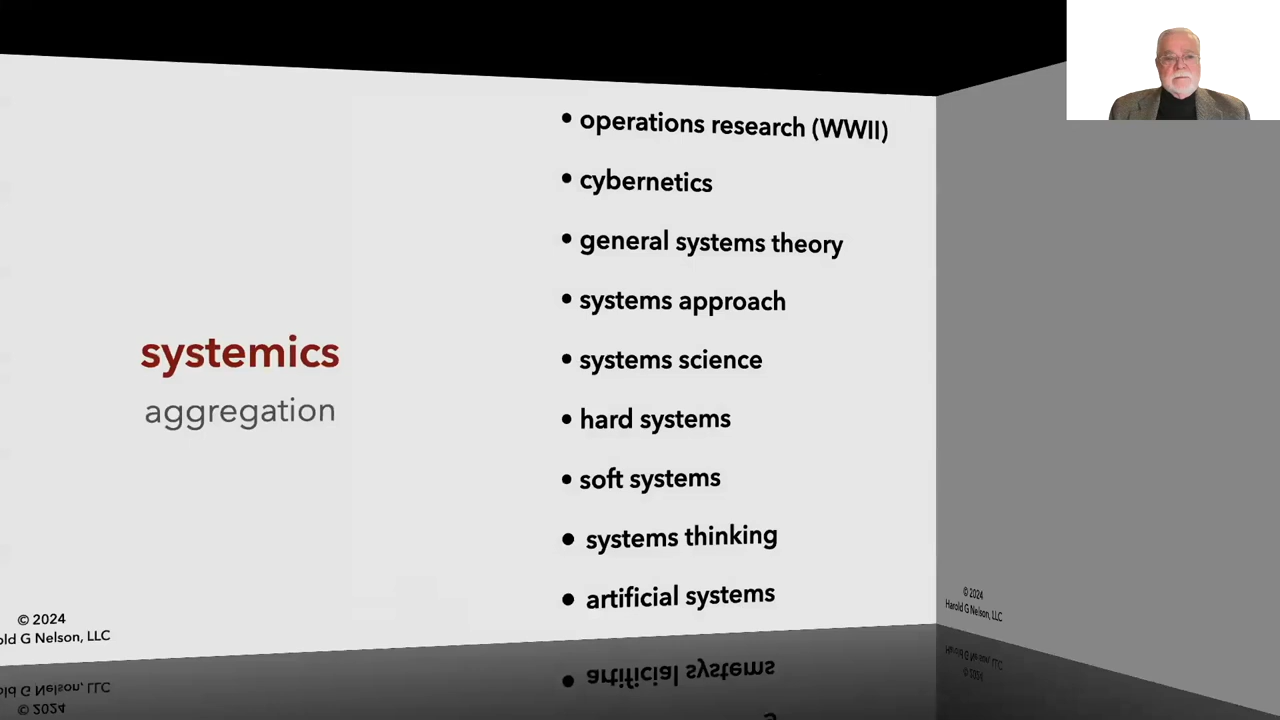 systemics
aggregation
• operations research (WWII)
• cybernetics
• general systems theory
• systems approach
• systems science
• hard systems
• soft systems
• systems thinking
• artificial systems
© 2024
old G Nelson, LLC
© 2024
Harold G Nelson, LLC